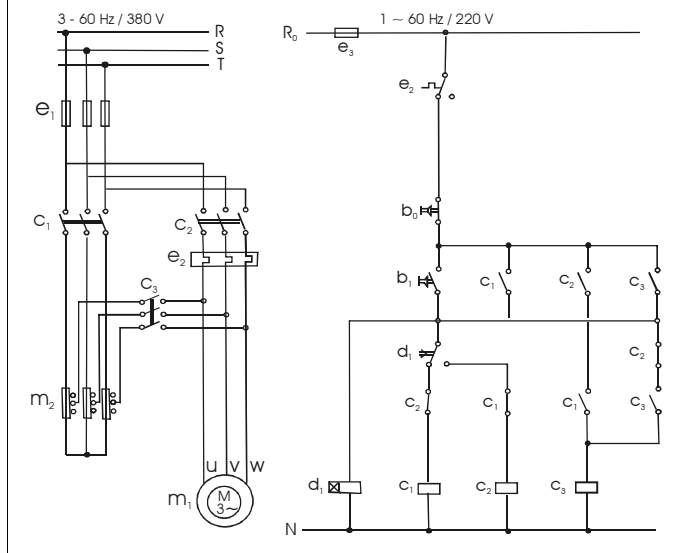 3 - 60 Hz / 380 V
R
S
T
e₁
C₁
C₂
e₂
C₃
m₂
U V W
m₁
M
3~
1 ~ 60 Hz / 220 V
R₀
e₃
e₂
b₀
b₁ C₁ C₂ C₃
C₂
d₁
C₂ C₁ C₁ C₃
d₁ C₁ C₂ C₃
N